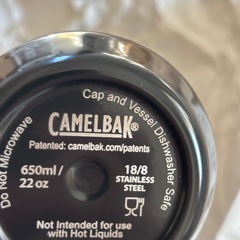 CAMELBAK®
Patented: camelbak.com/patents
650ml/
22 oz
18/8
STAINLESS
STEEL
Not Intended for use
with Hot Liquids
Do Not Microwave
Cap and Vessel Dishwasher Safe